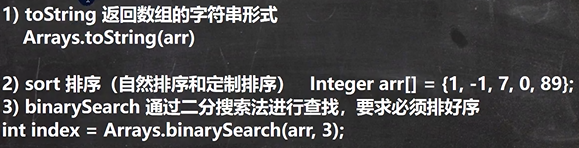 1) toString 返回数组的字符串形式
Arrays.toString(arr)
2) sort 排序（自然排序和定制排序） Integer arr[] = {1, -1, 7, 0, 89};
3) binarySearch 通过二分搜索法进行查找，要求必须排好序
int index = Arrays.binarySearch(arr, 3);